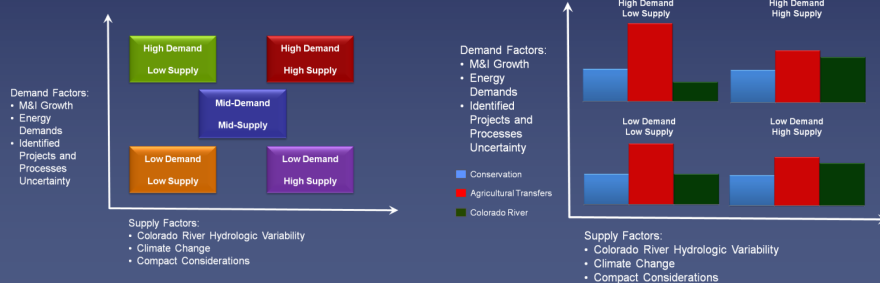 Demand Factors:
• M&I Growth
• Energy
Demands
• Identified
Projects and
Processes
Uncertainty
High Demand
Low Supply
High Demand
High Supply
Mid-Demand
Mid-Supply
Low Demand
Low Supply
Low Demand
High Supply
Supply Factors:
• Colorado River Hydrologic Variability
• Climate Change
• Compact Considerations
Demand Factors:
• M&I Growth
• Energy
Demands
• Identified
Projects and
Processes
Uncertainty
Conservation
Agricultural Transfers
Colorado River
High Demand
Low Supply
High Demand
High Supply
Low Demand
Low Supply
Low Demand
High Supply
Supply Factors:
• Colorado River Hydrologic Variability
• Climate Change
• Compact Considerations